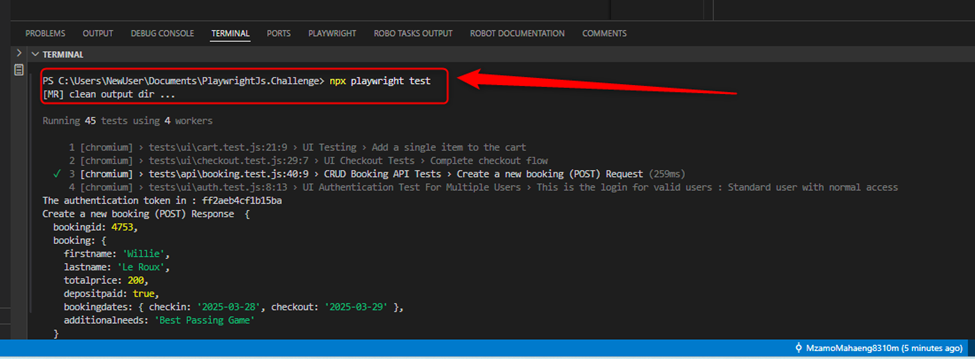 PROBLEMS OUTPUT DEBUG CONSOLE TERMINAL PORTS PLAYWRIGHT ROBO TASKS OUTPUT ROBOT DOCUMENTATION COMMENTS
TERMINAL
PS C:\Users\NewUser\Documents\PlaywrightJs.Challenge> npx playwright test
[MR] clean output dir ...
Running 45 tests using 4 workers
1 [chromium] › tests\ui\cart.test.js:21:9 › UI Testing › Add a single item to the cart
2 [chromium] › tests\ui\checkout.test.js:29:7 › UI Checkout Tests › Complete checkout flow
✓ 3 [chromium] › tests\api\booking.test.js:40:9 › CRUD Booking API Tests › Create a new booking (POST) Request (259ms)
4 [chromium] › tests\ui\auth.test.js:8:13 › UI Authentication Test For Multiple Users › This is the login for valid users : Standard user with normal access
The authentication token in : ff2aeb4cf1b15ba
Create a new booking (POST) Response {
bookingid: 4753,
booking: {
firstname: 'Willie',
lastname: 'Le Roux',
totalprice: 200,
depositpaid: true,
bookingdates: { checkin: '2025-03-28', checkout: '2025-03-29' },
additionalneeds: 'Best Passing Game'
}
MzamoMahaeng8310m (5 minutes ago)